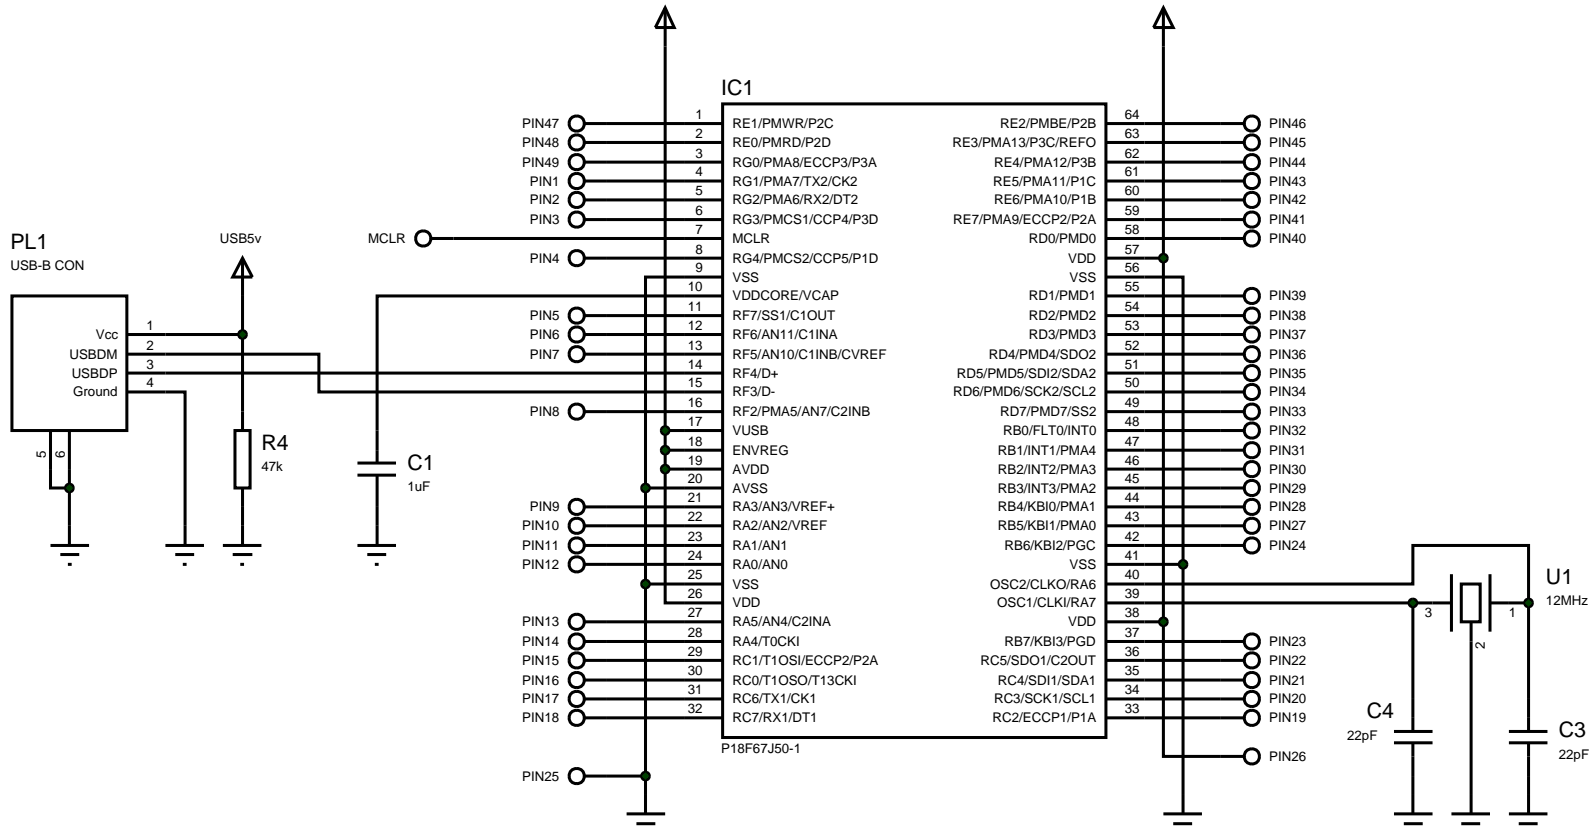 IC1
PIN47 1 RE1/PMWR/P2C RE2/PMBE/P2B 64 PIN46
PIN48 2 RE0/PMRD/P2D RE3/PMA13/P3C/REFO 63 PIN45
PIN49 3 RG0/PMA8/ECCP3/P3A RE4/PMA12/P3B 62 PIN44
PIN1 4 RG1/PMA7/TX2/CK2 RE5/PMA11/P1C 61 PIN43
PIN2 5 RG2/PMA6/RX2/DT2 RE6/PMA10/P1B 60 PIN42
PIN3 6 RG3/PMCS1/CCP4/P3D RE7/PMA9/ECCP2/P2A 59 PIN41
MCLR 7 MCLR RD0/PMD0 58 PIN40
PIN4 8 RG4/PMCS2/CCP5/P1D VDD 57
9 VSS VSS 56
10 VDDCORE/VCAP RD1/PMD1 55 PIN39
PIN5 11 RF7/SS1/C1OUT RD2/PMD2 54 PIN38
PIN6 12 RF6/AN11/C1INA RD3/PMD3 53 PIN37
PIN7 13 RF5/AN10/C1INB/CVREF RD4/PMD4/SDO2 52 PIN36
14 RF4/D+ RD5/PMD5/SDI2/SDA2 51 PIN35
15 RF3/D- RD6/PMD6/SCK2/SCL2 50 PIN34
PIN8 16 RF2/PMA5/AN7/C2INB RD7/PMD7/SS2 49 PIN33
17 VUSB RB0/FLT0/INT0 48 PIN32
18 ENVREG RB1/INT1/PMA4 47 PIN31
19 AVDD RB2/INT2/PMA3 46 PIN30
20 AVSS RB3/INT3/PMA2 45 PIN29
PIN9 21 RA3/AN3/VREF+ RB4/KBI0/PMA1 44 PIN28
PIN10 22 RA2/AN2/VREF RB5/KBI1/PMA0 43 PIN27
PIN11 23 RA1/AN1 RB6/KBI2/PGC 42 PIN24
PIN12 24 RA0/AN0 VSS 41
25 VSS OSC2/CLKO/RA6 40
26 VDD OSC1/CLKI/RA7 39
PIN13 27 RA5/AN4/C2INA VDD 38
PIN14 28 RA4/T0CKI RB7/KBI3/PGD 37 PIN23
PIN15 29 RC1/T1OSI/ECCP2/P2A RC5/SDO1/C2OUT 36 PIN22
PIN16 30 RC0/T1OSO/T13CKI RC4/SDI1/SDA1 35 PIN21
PIN17 31 RC6/TX1/CK1 RC3/SCK1/SCL1 34 PIN20
PIN18 32 RC7/RX1/DT1 RC2/ECCP1/P1A 33 PIN19
P18F67J50-1
PIN25
PIN26
PL1
USB-B CON
USB5v
Vcc 1
USBDM 2
USBDP 3
Ground 4
5 6
R4
47k
C1
1uF
U1
12MHz
3 1
2
C4
22pF
C3
22pF